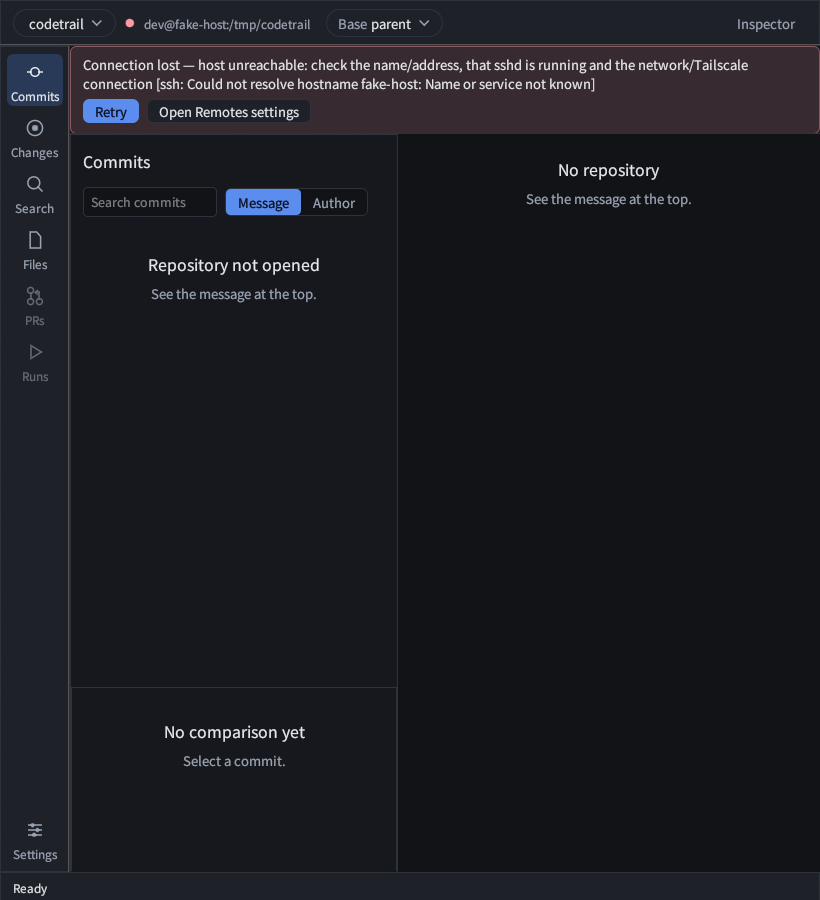 codetrail
dev@fake-host:/tmp/codetrail
Base parent
Inspector
Connection lost — host unreachable: check the name/address, that sshd is running and the network/Tailscale
connection [ssh: Could not resolve hostname fake-host: Name or service not known]
Retry
Open Remotes settings
Commits
Changes
Search
Files
PRs
Runs
Settings
Commits
Search commits
Message
Author
Repository not opened
See the message at the top.
No comparison yet
Select a commit.
No repository
See the message at the top.
Ready